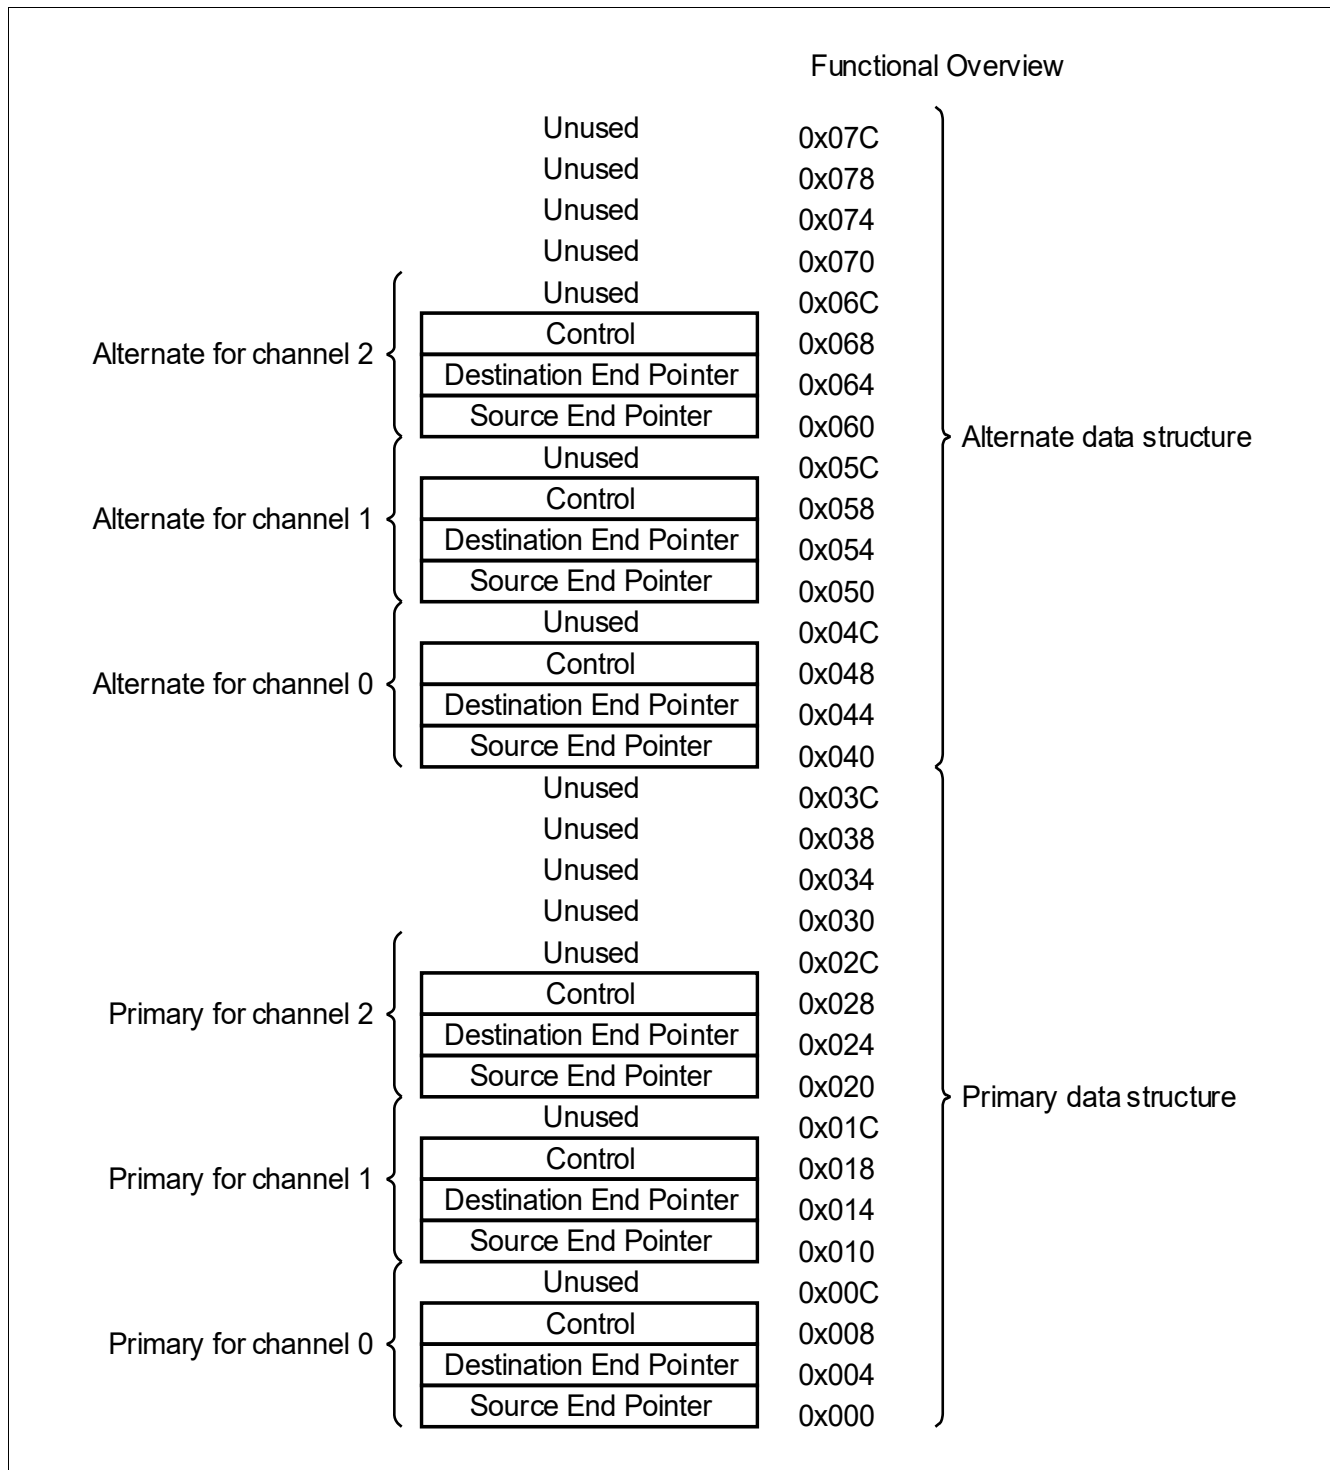 Functional Overview
Unused 0x07C
Unused 0x078
Unused 0x074
Unused 0x070
Unused 0x06C
Control 0x068
Alternate for channel 2
Destination End Pointer 0x064
Source End Pointer 0x060
Alternate data structure
Unused 0x05C
Control 0x058
Alternate for channel 1
Destination End Pointer 0x054
Source End Pointer 0x050
Unused 0x04C
Control 0x048
Alternate for channel 0
Destination End Pointer 0x044
Source End Pointer 0x040
Unused 0x03C
Unused 0x038
Unused 0x034
Unused 0x030
Unused 0x02C
Control 0x028
Primary for channel 2
Destination End Pointer 0x024
Source End Pointer 0x020
Primary data structure
Unused 0x01C
Control 0x018
Primary for channel 1
Destination End Pointer 0x014
Source End Pointer 0x010
Unused 0x00C
Control 0x008
Primary for channel 0
Destination End Pointer 0x004
Source End Pointer 0x000